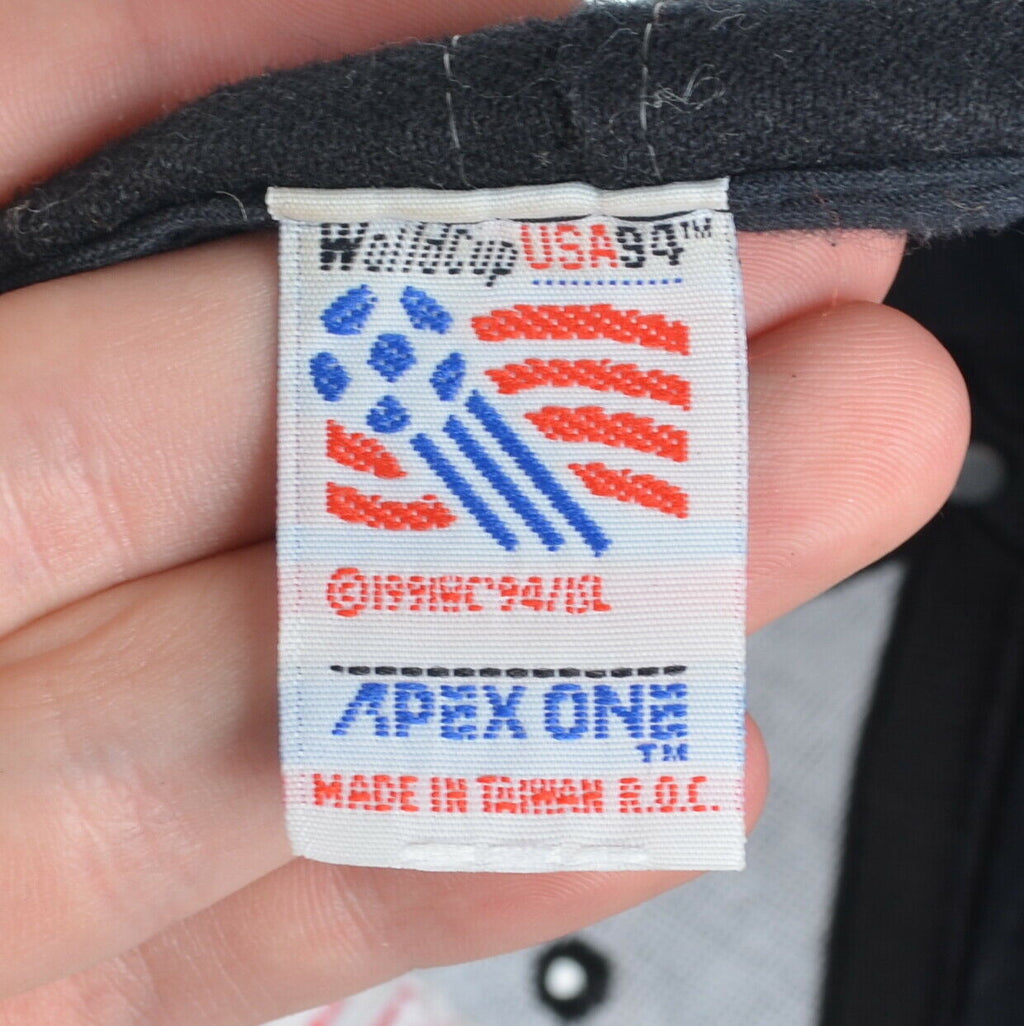 WorldCup USA94™
©1991WC'94/ISL
APEX ONE
TM
MADE IN TAIWAN R.O.C.